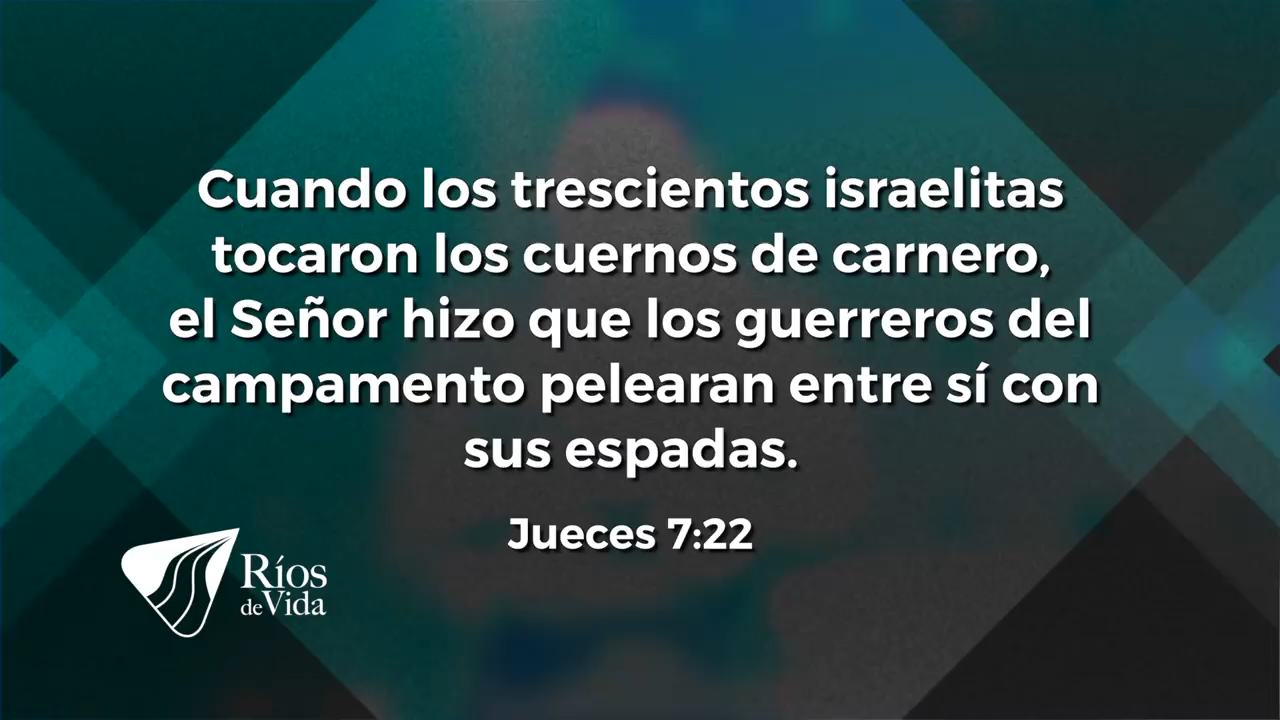 Cuando los trescientos israelitas
tocaron los cuernos de carnero,
el Señor hizo que los guerreros del
campamento pelearan entre sí con
sus espadas.
Jueces 7:22
Ríos
de Vida